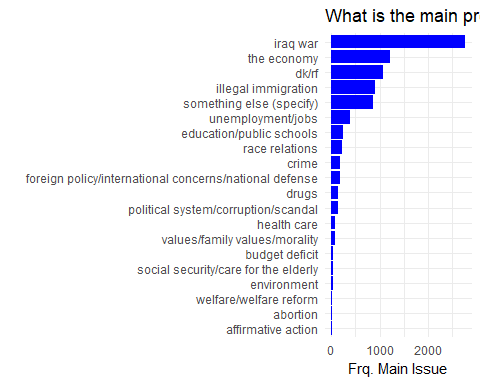 What is the main pr
iraq war
the economy
dk/rf
illegal immigration
something else (specify)
unemployment/jobs
education/public schools
race relations
crime
foreign policy/international concerns/national defense
drugs
political system/corruption/scandal
health care
values/family values/morality
budget deficit
social security/care for the elderly
environment
welfare/welfare reform
abortion
affirmative action
0 1000 2000
Frq. Main Issue